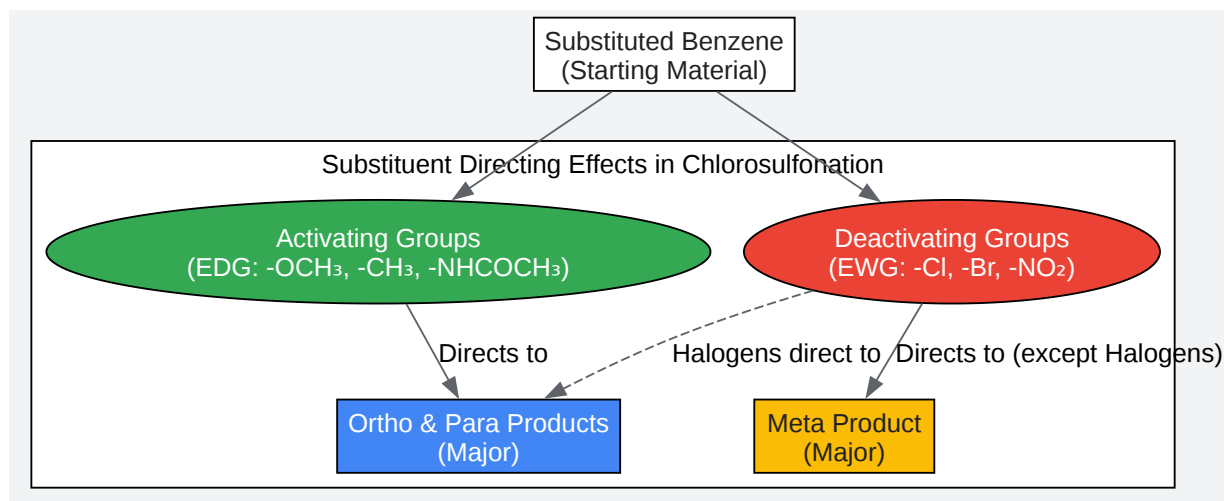 Substituted Benzene
(Starting Material)
Substituent Directing Effects in Chlorosulfonation
Activating Groups
(EDG: -OCH₃, -CH₃, -NHCOCH₃)
Deactivating Groups
(EWG: -Cl, -Br, -NO₂)
Directs to
Halogens direct to
Directs to (except Halogens)
Ortho & Para Products
(Major)
Meta Product
(Major)